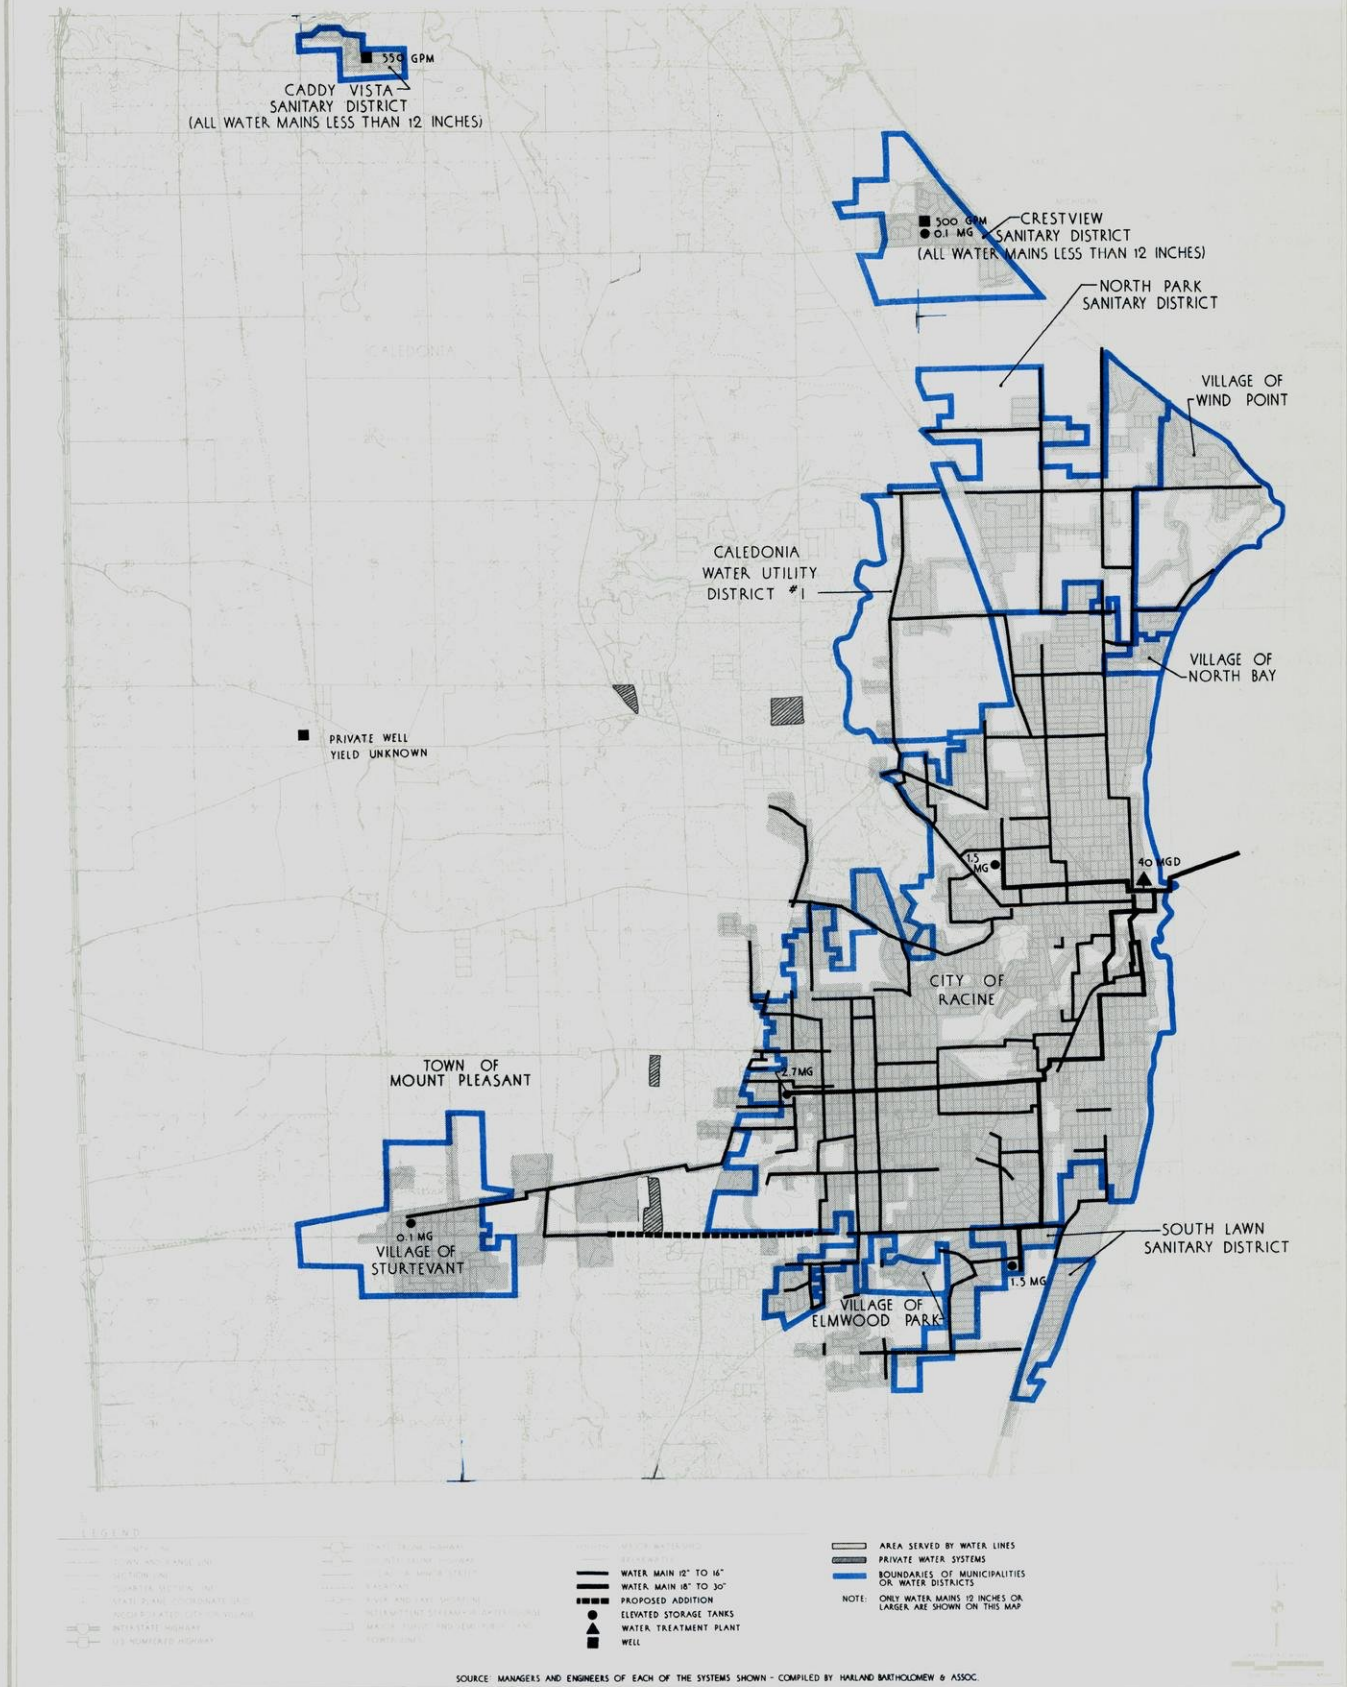 550 GPM
CADDY VISTA
SANITARY DISTRICT
(ALL WATER MAINS LESS THAN 12 INCHES)
500 GPM
0.1 MG
CRESTVIEW
SANITARY DISTRICT
(ALL WATER MAINS LESS THAN 12 INCHES)
NORTH PARK
SANITARY DISTRICT
CALEDONIA
VILLAGE OF
WIND POINT
CALEDONIA
WATER UTILITY
DISTRICT #1
VILLAGE OF
NORTH BAY
PRIVATE WELL
YIELD UNKNOWN
1.5
MG
40 MGD
CITY OF
RACINE
2.7 MG
TOWN OF
MOUNT PLEASANT
0.1 MG
VILLAGE OF
STURTEVANT
SOUTH LAWN
SANITARY DISTRICT
1.5 MG
VILLAGE OF
ELMWOOD PARK
LEGEND
INTERSTATE HIGHWAY
U.S. NUMBERED HIGHWAY
WATER MAIN 12" TO 16"
WATER MAIN 18" TO 30"
PROPOSED ADDITION
ELEVATED STORAGE TANKS
WATER TREATMENT PLANT
WELL
AREA SERVED BY WATER LINES
PRIVATE WATER SYSTEMS
BOUNDARIES OF MUNICIPALITIES
OR WATER DISTRICTS
NOTE: ONLY WATER MAINS 12 INCHES OR
LARGER ARE SHOWN ON THIS MAP
SOURCE: MANAGERS AND ENGINEERS OF EACH OF THE SYSTEMS SHOWN - COMPILED BY HARLAND BARTHOLOMEW & ASSOC.